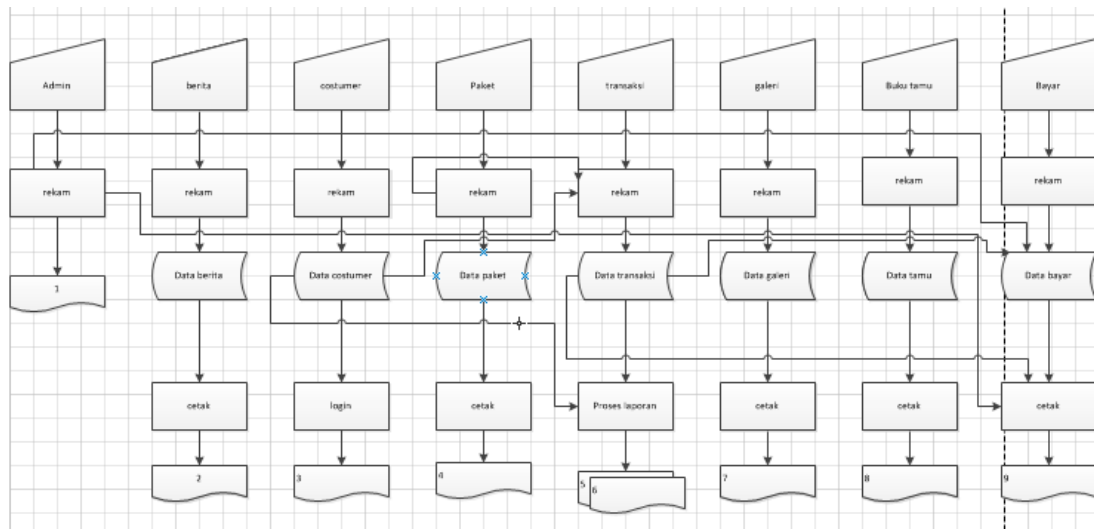 Admin
berita
costumer
Paket
transaksi
galeri
Buku tamu
Bayar
rekam
rekam
rekam
rekam
rekam
rekam
rekam
rekam
1
Data berita
Data costumer
Data paket
Data transaksi
Data galeri
Data tamu
Data bayar
cetak
login
cetak
Proses laporan
cetak
cetak
cetak
2
3
4
5
6
7
8
9